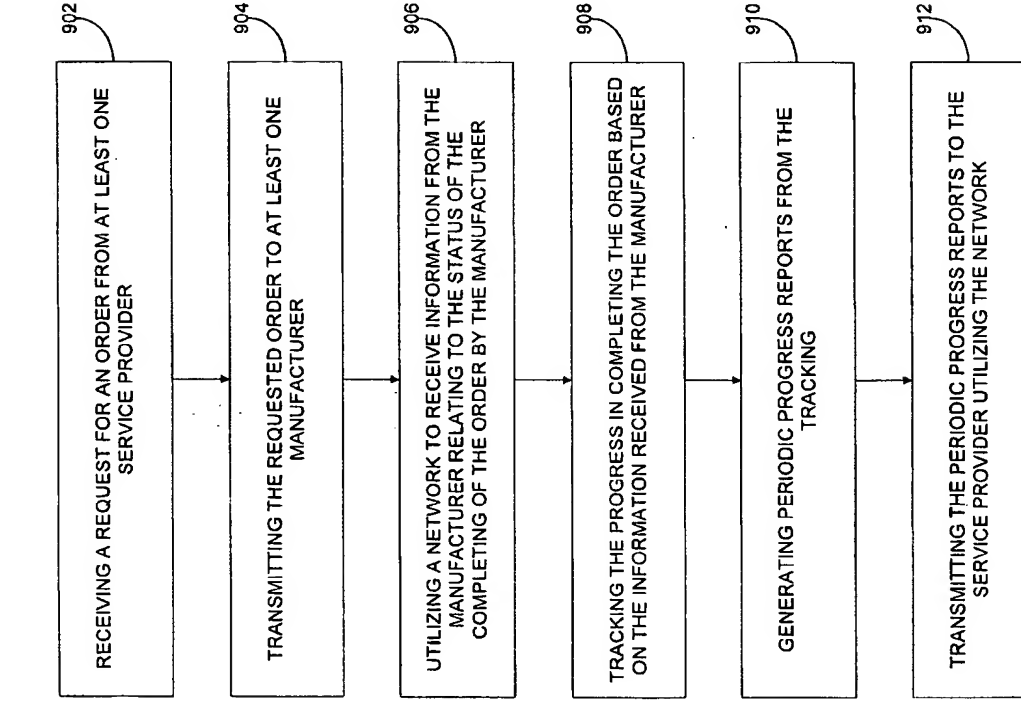 902
RECEIVING A REQUEST FOR AN ORDER FROM AT LEAST ONE
SERVICE PROVIDER
904
TRANSMITTING THE REQUESTED ORDER TO AT LEAST ONE
MANUFACTURER
906
UTILIZING A NETWORK TO RECEIVE INFORMATION FROM THE
MANUFACTURER RELATING TO THE STATUS OF THE
COMPLETING OF THE ORDER BY THE MANUFACTURER
908
TRACKING THE PROGRESS IN COMPLETING THE ORDER BASED
ON THE INFORMATION RECEIVED FROM THE MANUFACTURER
910
GENERATING PERIODIC PROGRESS REPORTS FROM THE
TRACKING
912
TRANSMITTING THE PERIODIC PROGRESS REPORTS TO THE
SERVICE PROVIDER UTILIZING THE NETWORK